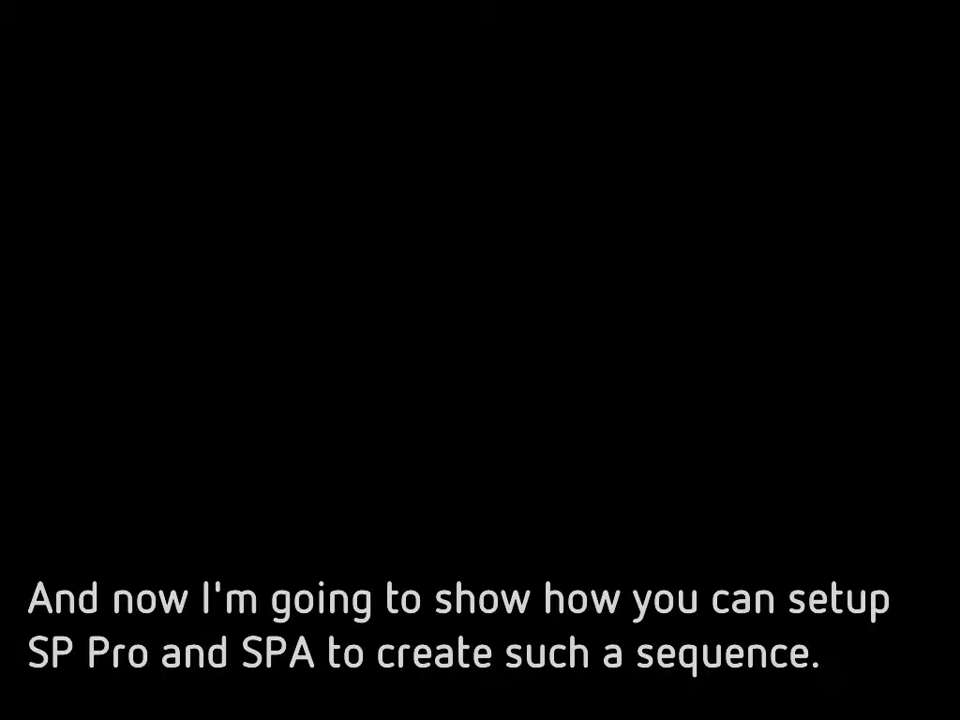 And now I'm going to show how you can setup
SP Pro and SPA to create such a sequence.